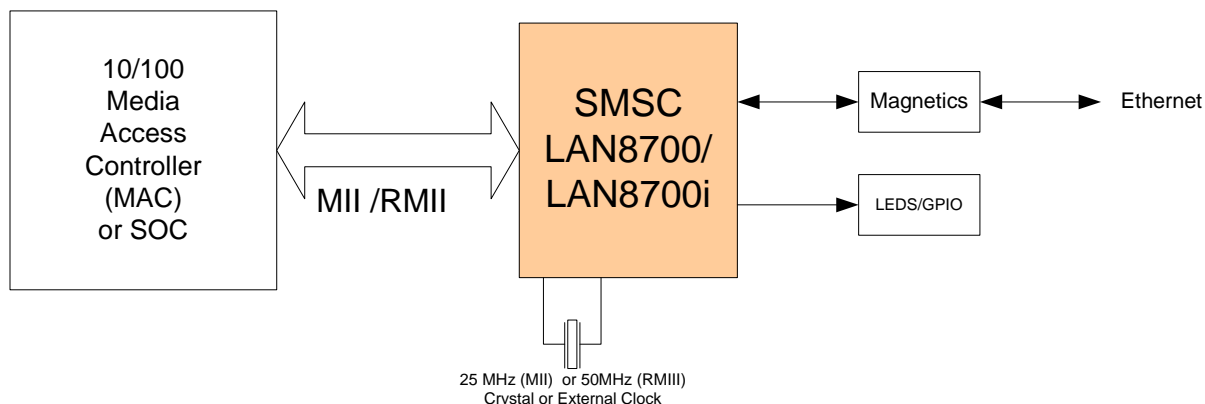 10/100
Media
Access
Controller
(MAC)
or SOC
MII /RMII
SMSC
LAN8700/
LAN8700i
Magnetics
Ethernet
LEDS/GPIO
25 MHz (MII) or 50MHz (RMIII)
Crystal or External Clock